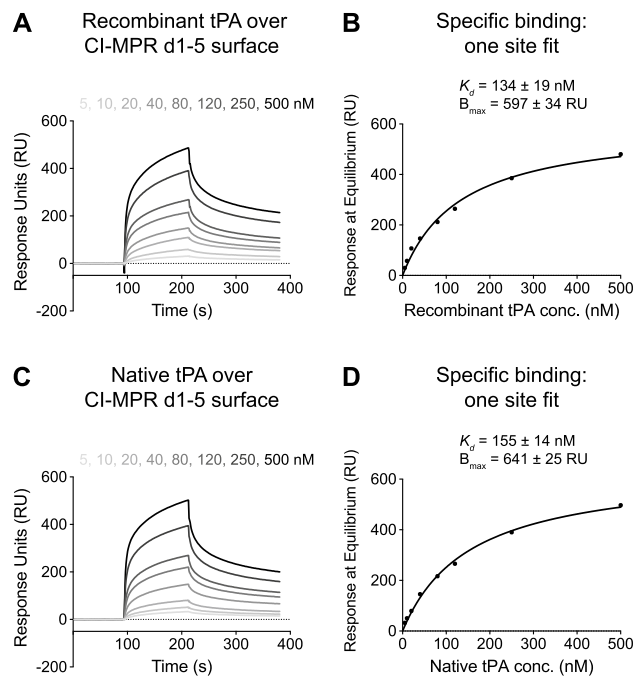 A
Recombinant tPA over
CI-MPR d1-5 surface
5, 10, 20, 40, 80, 120, 250, 500 nM
Response Units (RU)
600
400
200
0
-200
100
200
300
400
Time (s)
B
Specific binding:
one site fit
Kd = 134 ± 19 nM
Bmax = 597 ± 34 RU
Response at Equilibrium (RU)
600
400
200
0
0
100
200
300
400
500
Recombinant tPA conc. (nM)
C
Native tPA over
CI-MPR d1-5 surface
5, 10, 20, 40, 80, 120, 250, 500 nM
Response Units (RU)
600
400
200
0
-200
100
200
300
400
Time (s)
D
Specific binding:
one site fit
Kd = 155 ± 14 nM
Bmax = 641 ± 25 RU
Response at Equilibrium (RU)
600
400
200
0
0
100
200
300
400
500
Native tPA conc. (nM)